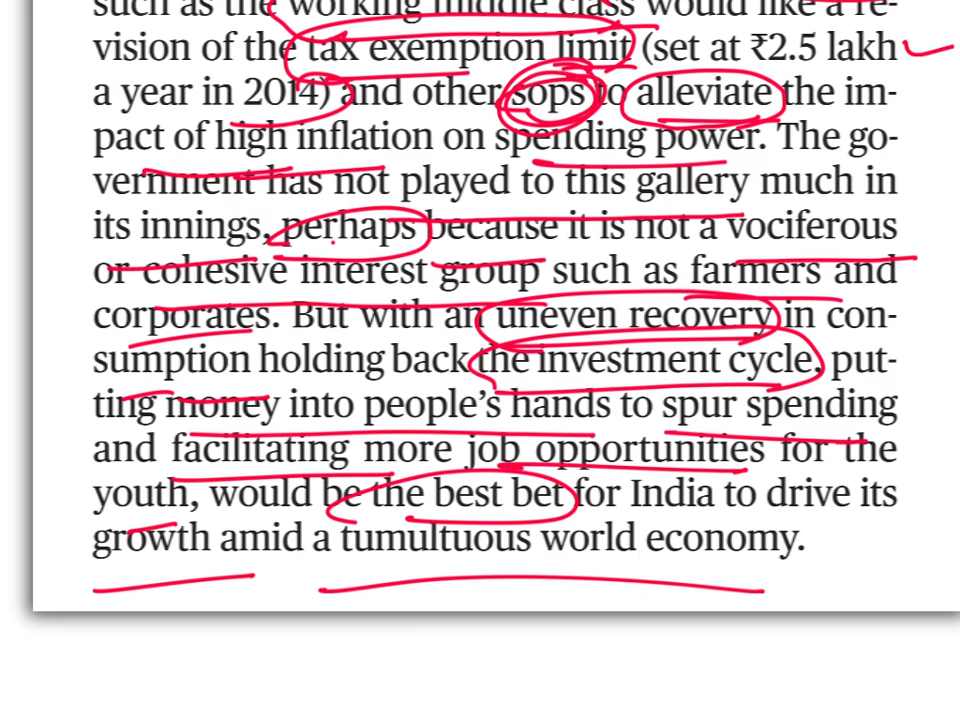 such as the working middle class would like a re-
vision of the tax exemption limit (set at ₹2.5 lakh
a year in 2014) and other sops to alleviate the im-
pact of high inflation on spending power. The go-
vernment has not played to this gallery much in
its innings, perhaps because it is not a vociferous
or cohesive interest group such as farmers and
corporates. But with an uneven recovery in con-
sumption holding back the investment cycle, put-
ting money into people’s hands to spur spending
and facilitating more job opportunities for the
youth, would be the best bet for India to drive its
growth amid a tumultuous world economy.